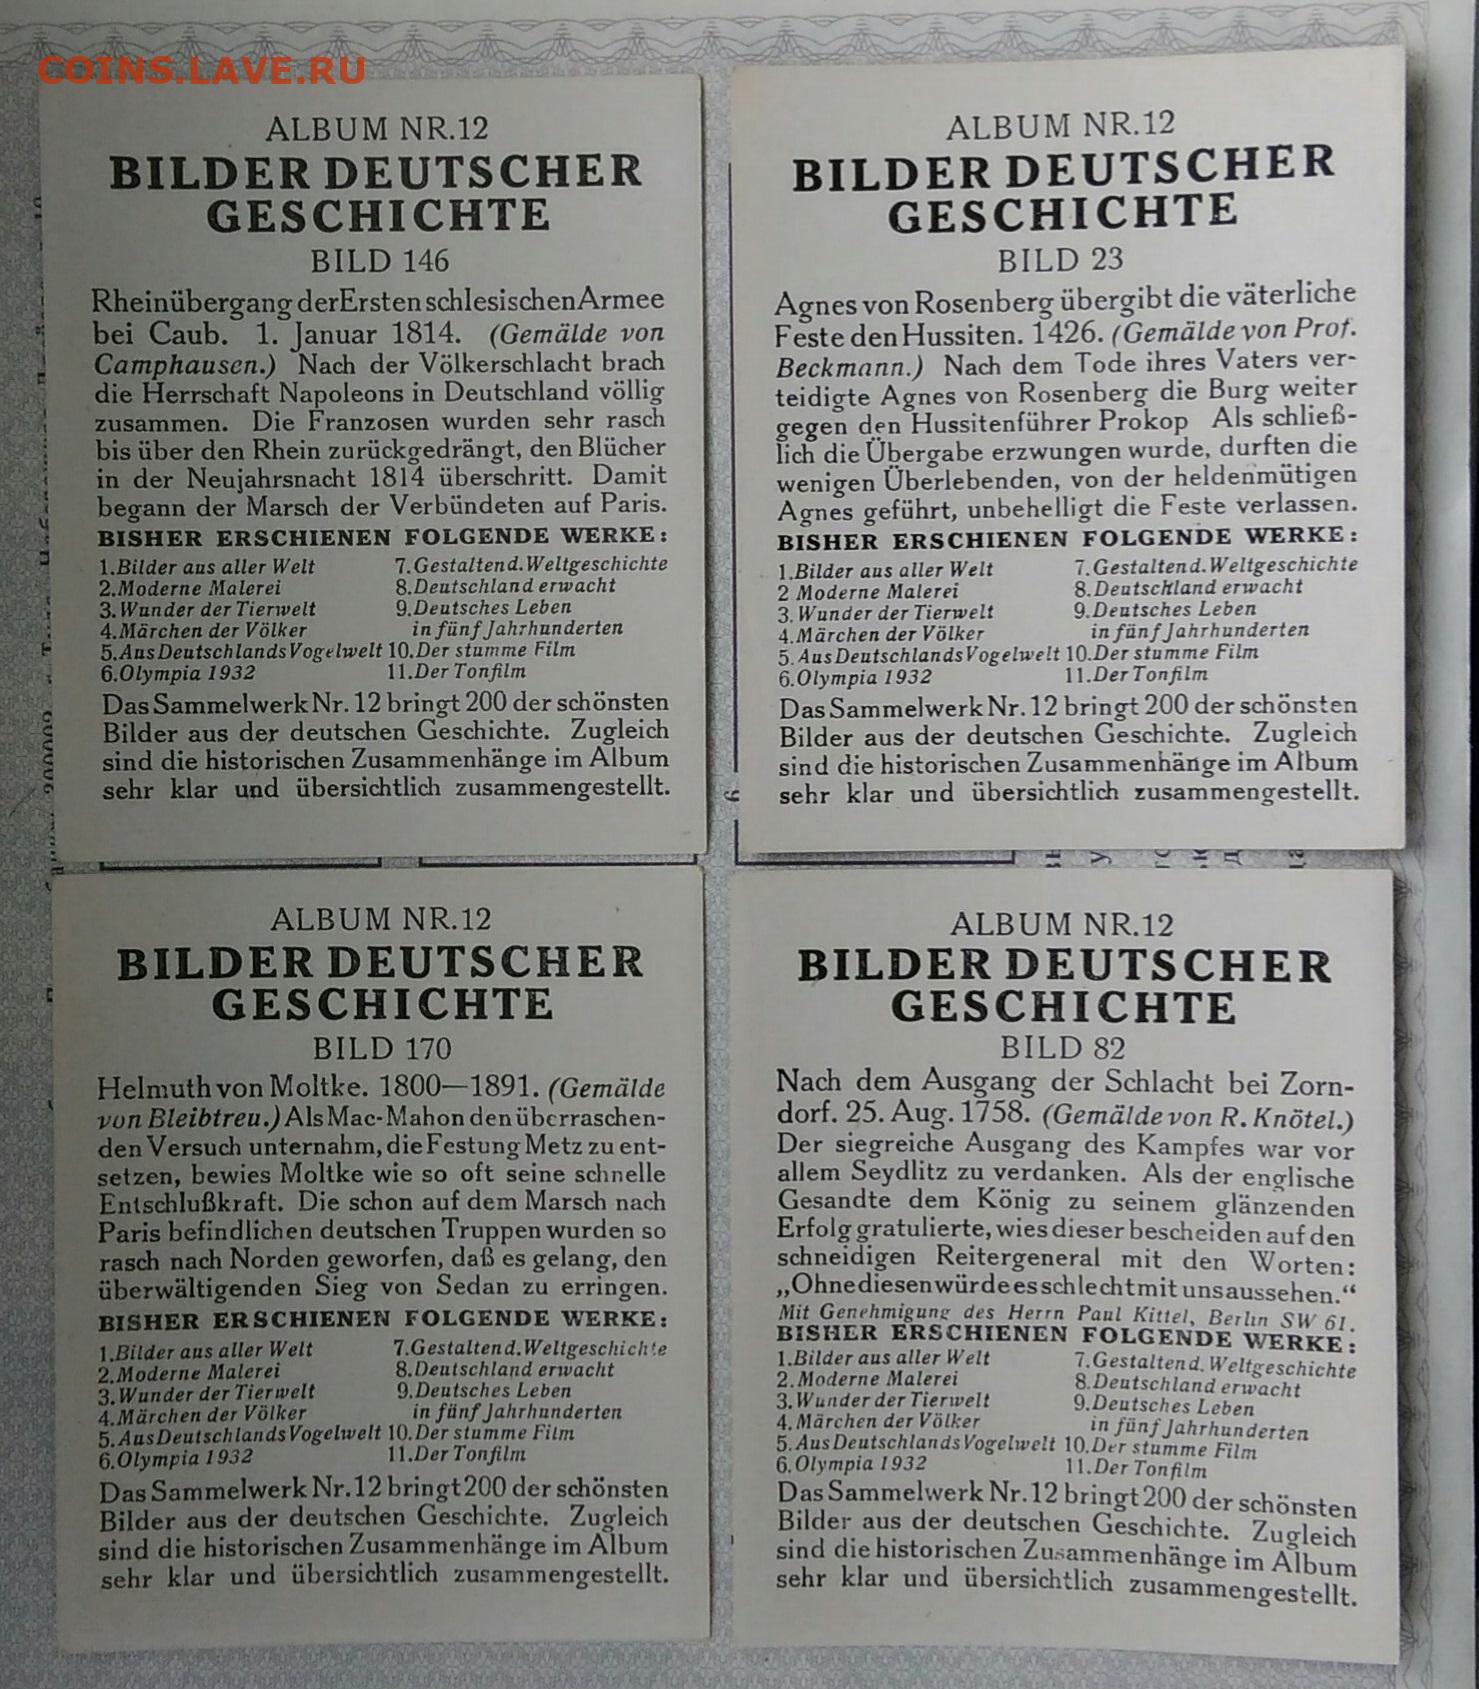 COINS.LAVE.RU
ALBUM NR.12
BILDER DEUTSCHER
GESCHICHTE
BILD 146
Rheinübergang der Ersten schlesischen Armee
bei Caub. 1. Januar 1814. (Gemälde von
Camphausen.) Nach der Völkerschlacht brach
die Herrschaft Napoleons in Deutschland völlig
zusammen. Die Franzosen wurden sehr rasch
bis über den Rhein zurückgedrängt, den Blücher
in der Neujahrsnacht 1814 überschritt. Damit
begann der Marsch der Verbündeten auf Paris.
BISHER ERSCHIENEN FOLGENDE WERKE:
1.Bilder aus aller Welt 7.Gestaltend.Weltgeschichte
2.Moderne Malerei 8.Deutschland erwacht
3.Wunder der Tierwelt 9.Deutsches Leben
4.Märchen der Völker in fünf Jahrhunderten
5.Aus Deutschlands Vogelwelt 10.Der stumme Film
6.Olympia 1932 11.Der Tonfilm
Das Sammelwerk Nr. 12 bringt 200 der schönsten
Bilder aus der deutschen Geschichte. Zugleich
sind die historischen Zusammenhänge im Album
sehr klar und übersichtlich zusammengestellt.
ALBUM NR.12
BILDER DEUTSCHER
GESCHICHTE
BILD 23
Agnes von Rosenberg übergibt die väterliche
Feste den Hussiten. 1426. (Gemälde von Prof.
Beckmann.) Nach dem Tode ihres Vaters ver-
teidigte Agnes von Rosenberg die Burg weiter
gegen den Hussitenführer Prokop Als schließ-
lich die Übergabe erzwungen wurde, durften die
wenigen Überlebenden, von der heldenmütigen
Agnes geführt, unbehelligt die Feste verlassen.
BISHER ERSCHIENEN FOLGENDE WERKE:
1.Bilder aus aller Welt 7.Gestaltend.Weltgeschichte
2 Moderne Malerei 8.Deutschland erwacht
3.Wunder der Tierwelt 9.Deutsches Leben
4.Märchen der Völker in fünf Jahrhunderten
5.Aus Deutschlands Vogelwelt 10.Der stumme Film
6.Olympia 1932 11.Der Tonfilm
Das Sammelwerk Nr. 12 bringt 200 der schönsten
Bilder aus der deutschen Geschichte. Zugleich
sind die historischen Zusammenhänge im Album
sehr klar und übersichtlich zusammengestellt.
ALBUM NR.12
BILDER DEUTSCHER
GESCHICHTE
BILD 170
Helmuth von Moltke. 1800—1891. (Gemälde
von Bleibtreu.) Als Mac-Mahon den überraschen-
den Versuch unternahm, die Festung Metz zu ent-
setzen, bewies Moltke wie so oft seine schnelle
Entschlußkraft. Die schon auf dem Marsch nach
Paris befindlichen deutschen Truppen wurden so
rasch nach Norden geworfen, daß es gelang, den
überwältigenden Sieg von Sedan zu erringen.
BISHER ERSCHIENEN FOLGENDE WERKE:
1.Bilder aus aller Welt 7.Gestaltend.Weltgeschichte
2.Moderne Malerei 8.Deutschland erwacht
3.Wunder der Tierwelt 9.Deutsches Leben
4.Märchen der Völker in fünf Jahrhunderten
5.Aus Deutschlands Vogelwelt 10.Der stumme Film
6.Olympia 1932 11.Der Tonfilm
Das Sammelwerk Nr. 12 bringt 200 der schönsten
Bilder aus der deutschen Geschichte. Zugleich
sind die historischen Zusammenhänge im Album
sehr klar und übersichtlich zusammengestellt.
ALBUM NR.12
BILDER DEUTSCHER
GESCHICHTE
BILD 82
Nach dem Ausgang der Schlacht bei Zorn-
dorf. 25. Aug. 1758. (Gemälde von R. Knötel.)
Der siegreiche Ausgang des Kampfes war vor
allem Seydlitz zu verdanken. Als der englische
Gesandte dem König zu seinem glänzenden
Erfolg gratulierte, wies dieser bescheiden auf den
schneidigen Reitergeneral mit den Worten:
„Ohne diesen würde es schlecht mit uns aussehen."
Mit Genehmigung des Herrn Paul Kittel, Berlin SW 61.
BISHER ERSCHIENEN FOLGENDE WERKE:
1.Bilder aus aller Welt 7.Gestaltend.Weltgeschichte
2.Moderne Malerei 8.Deutschland erwacht
3.Wunder der Tierwelt 9.Deutsches Leben
4.Märchen der Völker in fünf Jahrhunderten
5.Aus Deutschlands Vogelwelt 10.Der stumme Film
6.Olympia 1932 11.Der Tonfilm
Das Sammelwerk Nr. 12 bringt 200 der schönsten
Bilder aus der deutschen Geschichte. Zugleich
sind die historischen Zusammenhänge im Album
sehr klar und übersichtlich zusammengestellt.